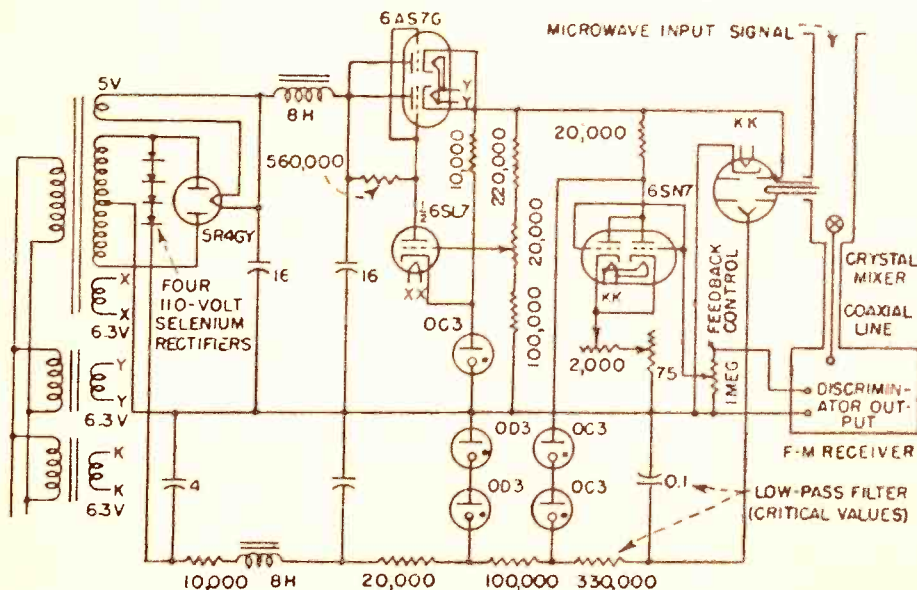 6AS7G
MICROWAVE INPUT SIGNAL
5V
8H
560,000
10,000
220,000
20,000
KK
Y
Y
6SN7
½-6SL7
20,000
5R4GY
16
16
XX
KK
FEEDBACK
CONTROL
CRYSTAL
MIXER
COAXIAL
LINE
X
X
6.3V
FOUR
110-VOLT
SELENIUM
RECTIFIERS
OC3
100,000
2,000
75
1 MEG
Y
Y
6.3V
DISCRIMIN-
ATOR OUT-
PUT
F-M RECEIVER
K
K
6.3V
4
OD3
OC3
OD3
OC3
0.1
LOW-PASS FILTER
(CRITICAL VALUES)
10,000
8H
20,000
100,000
330,000